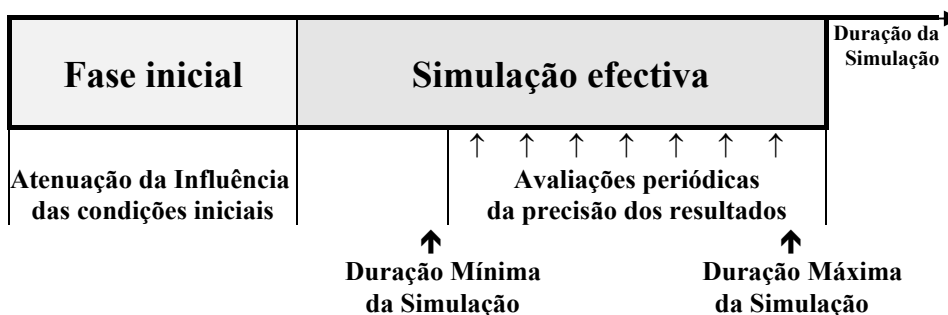 Duração da
Simulação
Fase inicial
Simulação efectiva
Atenuação da Influência
das condições iniciais
Avaliações periódicas
da precisão dos resultados
Duração Mínima
da Simulação
Duração Máxima
da Simulação